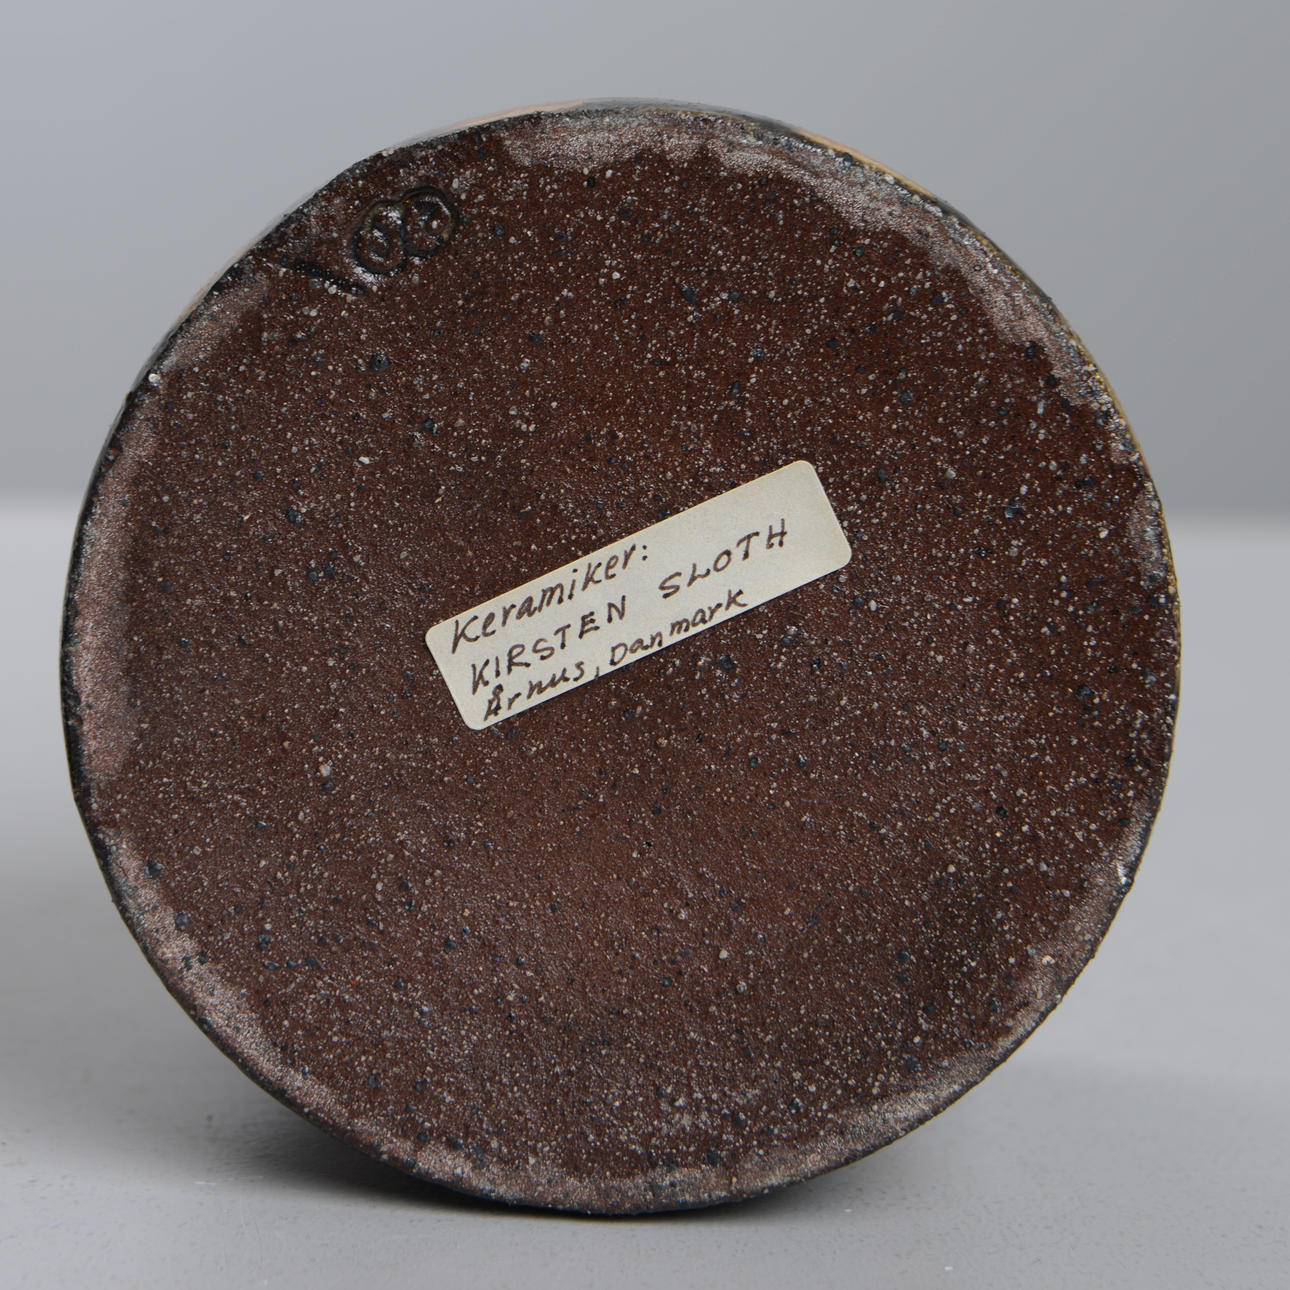 Keramiker:
KIRSTEN SLOTH
Århus, Danmark